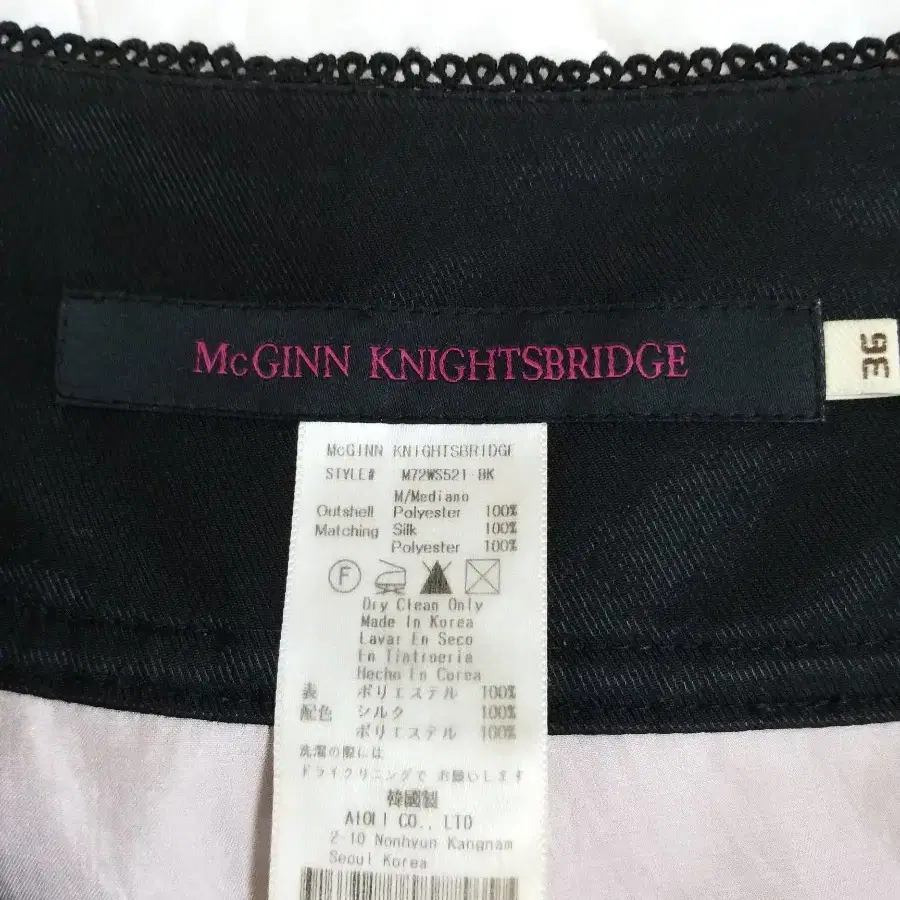 McGINN KNIGHTSBRIDGE
36
McGINN KNIGHTSBRIDGE
STYLE# M72WS521 BK
M/Mediano
Outshell Polyester 100%
Matching Silk 100%
Polyester 100%
F
Dry Clean Only
Made In Korea
Lavar En Seco
En Tintroeria
Hecho En Corea
表 ポリエステル 100%
配色 シルク 100%
ポリエステル 100%
洗濯の際には
ドライクリニングで お願いします
韓國製
AIOLI CO., LTD
2-10 Nonhyun Kangnam
Seoul Korea